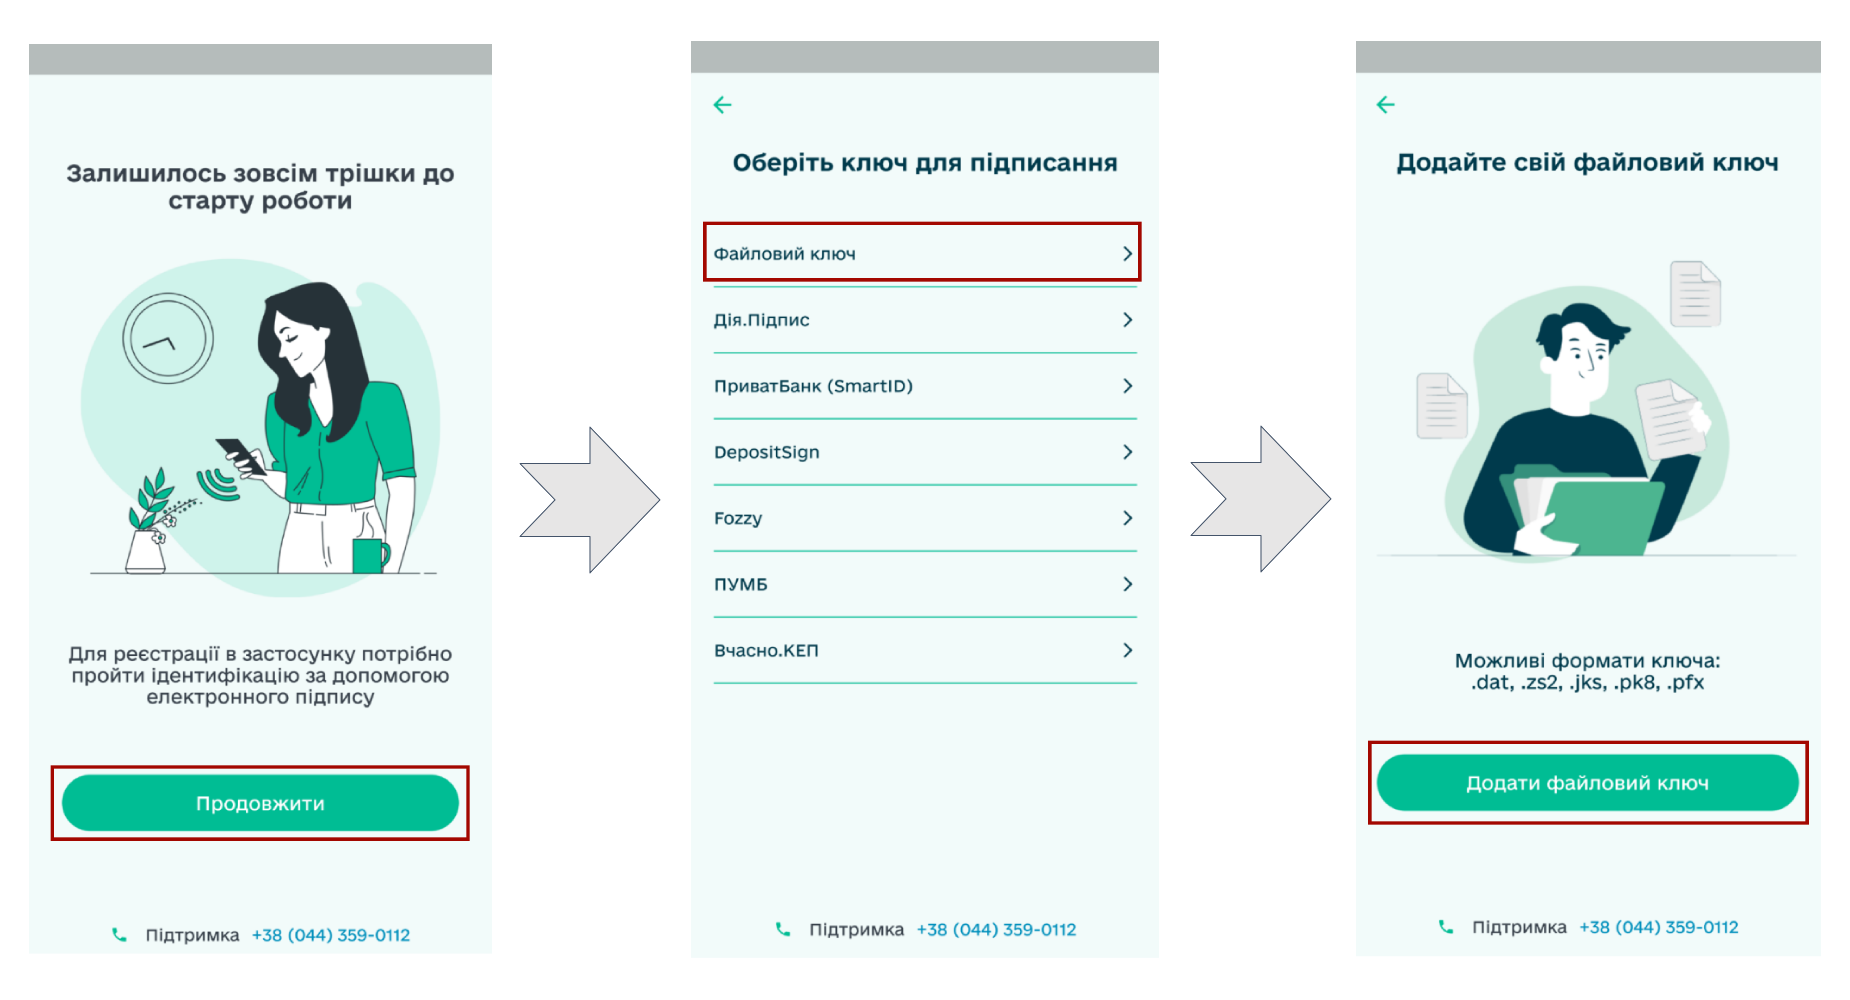 Залишилось зовсім трішки до
старту роботи
Для реєстрації в застосунку потрібно
пройти ідентифікацію за допомогою
електронного підпису
Продовжити
Підтримка +38 (044) 359-0112
Оберіть ключ для підписання
Файловий ключ
Дія.Підпис
ПриватБанк (SmartID)
DepositSign
Fozzy
ПУМБ
Вчасно.КЕП
Підтримка +38 (044) 359-0112
Додайте свій файловий ключ
Можливі формати ключа:
.dat, .zs2, .jks, .pk8, .pfx
Додати файловий ключ
Підтримка +38 (044) 359-0112